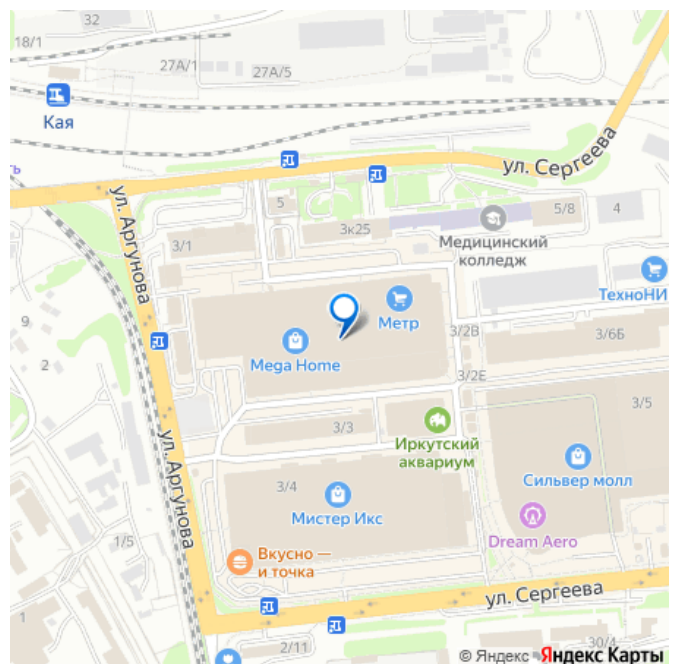 32
18/1
27А/1
27А/5
Кая
ул. Сергеева
ть
ул. Аргунова
5
3/1
3к25
5/8
4
Медицинский
колледж
ТехноНИ
Метр
Mega Home
3/2В
3/6Б
9
2
3/2Е
3/5
3/3
Иркутский
аквариум
ул. Аргунова
Сильвер молл
3/4
Мистер Икс
Dream Aero
1/5
Вкусно —
и точка
ул. Сергеева
1
2/11
30/4
© Яндекс Яндекс Карты